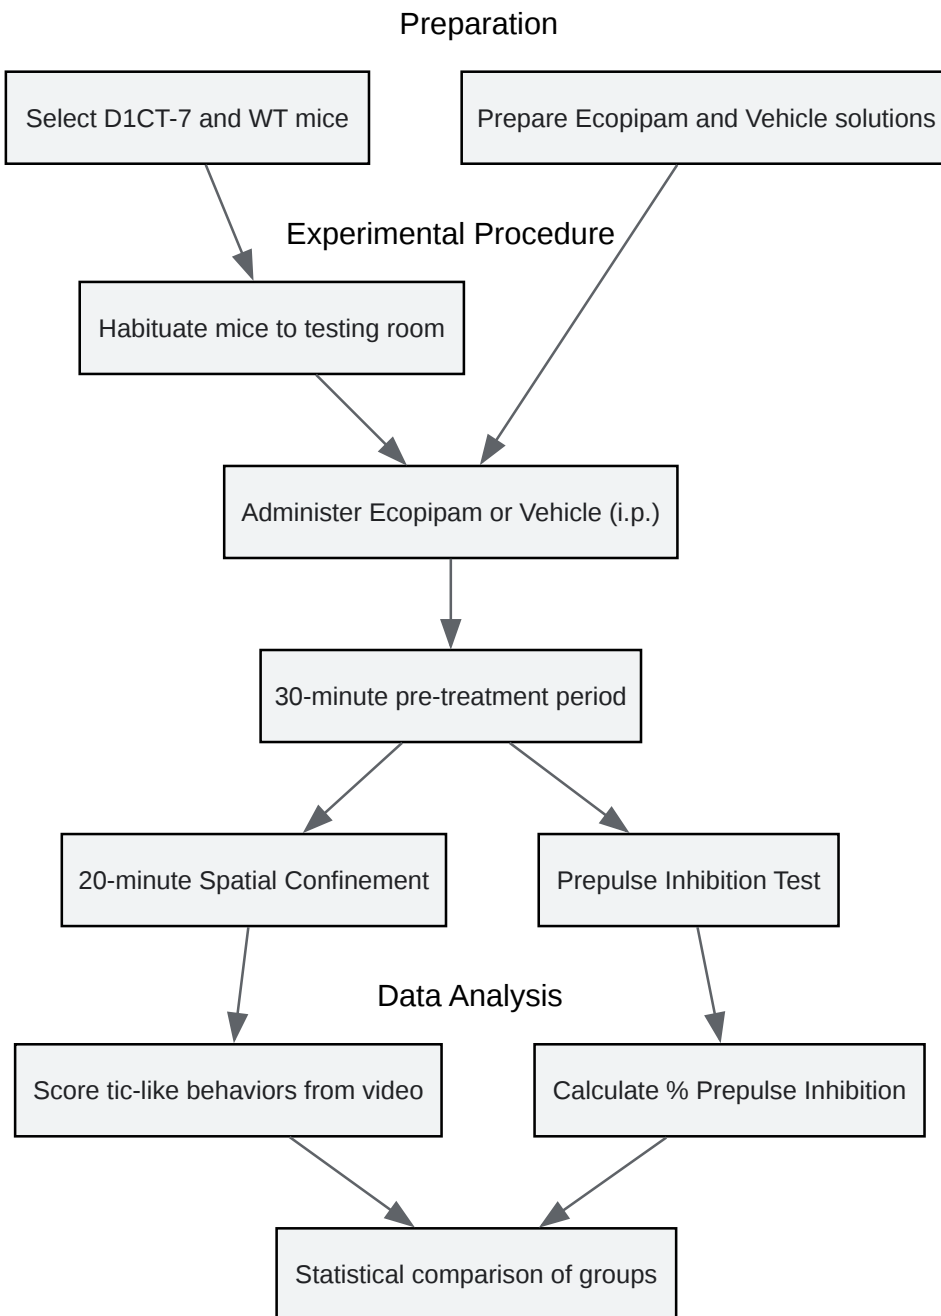 Preparation
Select D1CT-7 and WT mice
Prepare Ecopipam and Vehicle solutions
Experimental Procedure
Habituate mice to testing room
Administer Ecopipam or Vehicle (i.p.)
30-minute pre-treatment period
20-minute Spatial Confinement
Prepulse Inhibition Test
Data Analysis
Score tic-like behaviors from video
Calculate % Prepulse Inhibition
Statistical comparison of groups